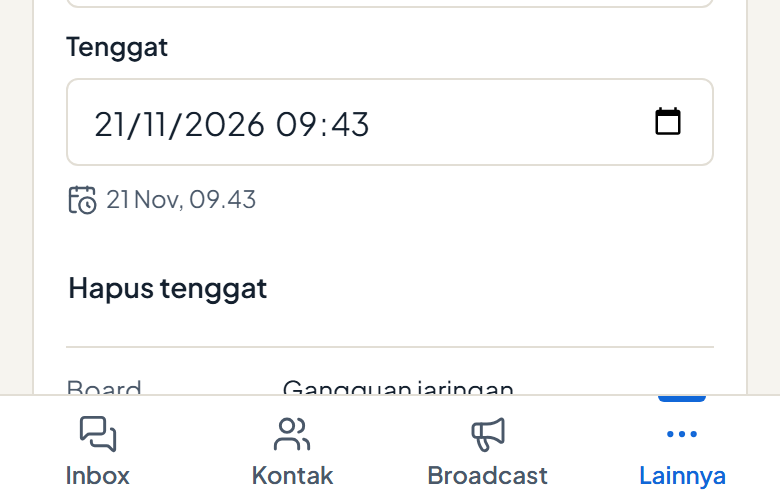 Tenggat
21/11/2026 09:43
21 Nov, 09.43
Hapus tenggat
Board Gangguan jaringan
Inbox Kontak Broadcast Lainnya